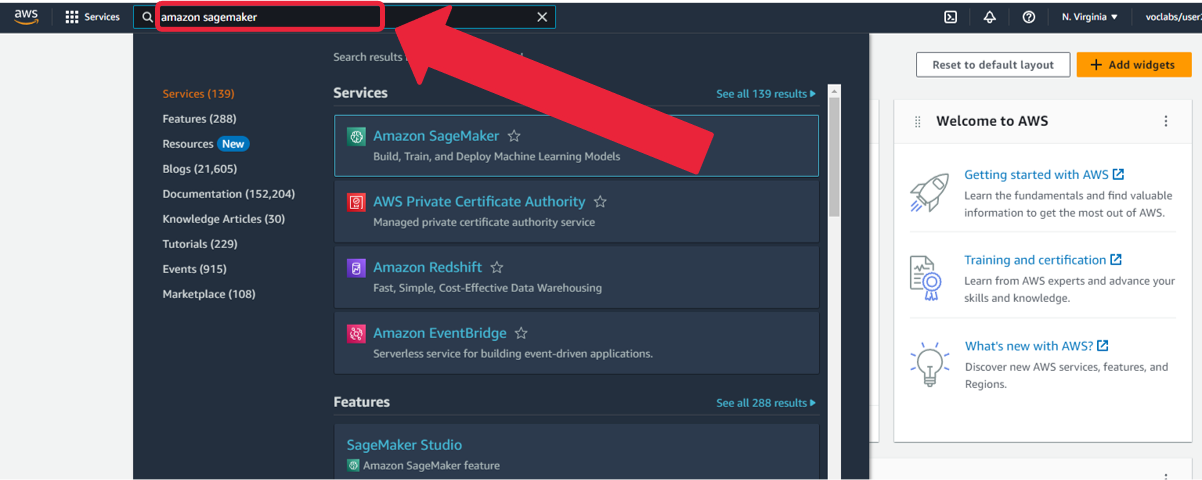 aws
Services
amazon sagemaker
N. Virginia
voclabs/user
Search results
Services (139)
Features (288)
Resources New
Blogs (21,605)
Documentation (152,204)
Knowledge Articles (30)
Tutorials (229)
Events (915)
Marketplace (108)
Services
See all 139 results
Amazon SageMaker
Build, Train, and Deploy Machine Learning Models
AWS Private Certificate Authority
Managed private certificate authority service
Amazon Redshift
Fast, Simple, Cost-Effective Data Warehousing
Amazon EventBridge
Serverless service for building event-driven applications.
Features
See all 288 results
SageMaker Studio
Amazon SageMaker feature
Reset to default layout
+ Add widgets
Welcome to AWS
Getting started with AWS
Learn the fundamentals and find valuable
information to get the most out of AWS.
Training and certification
Learn from AWS experts and advance your
skills and knowledge.
What's new with AWS?
Discover new AWS services, features, and
Regions.